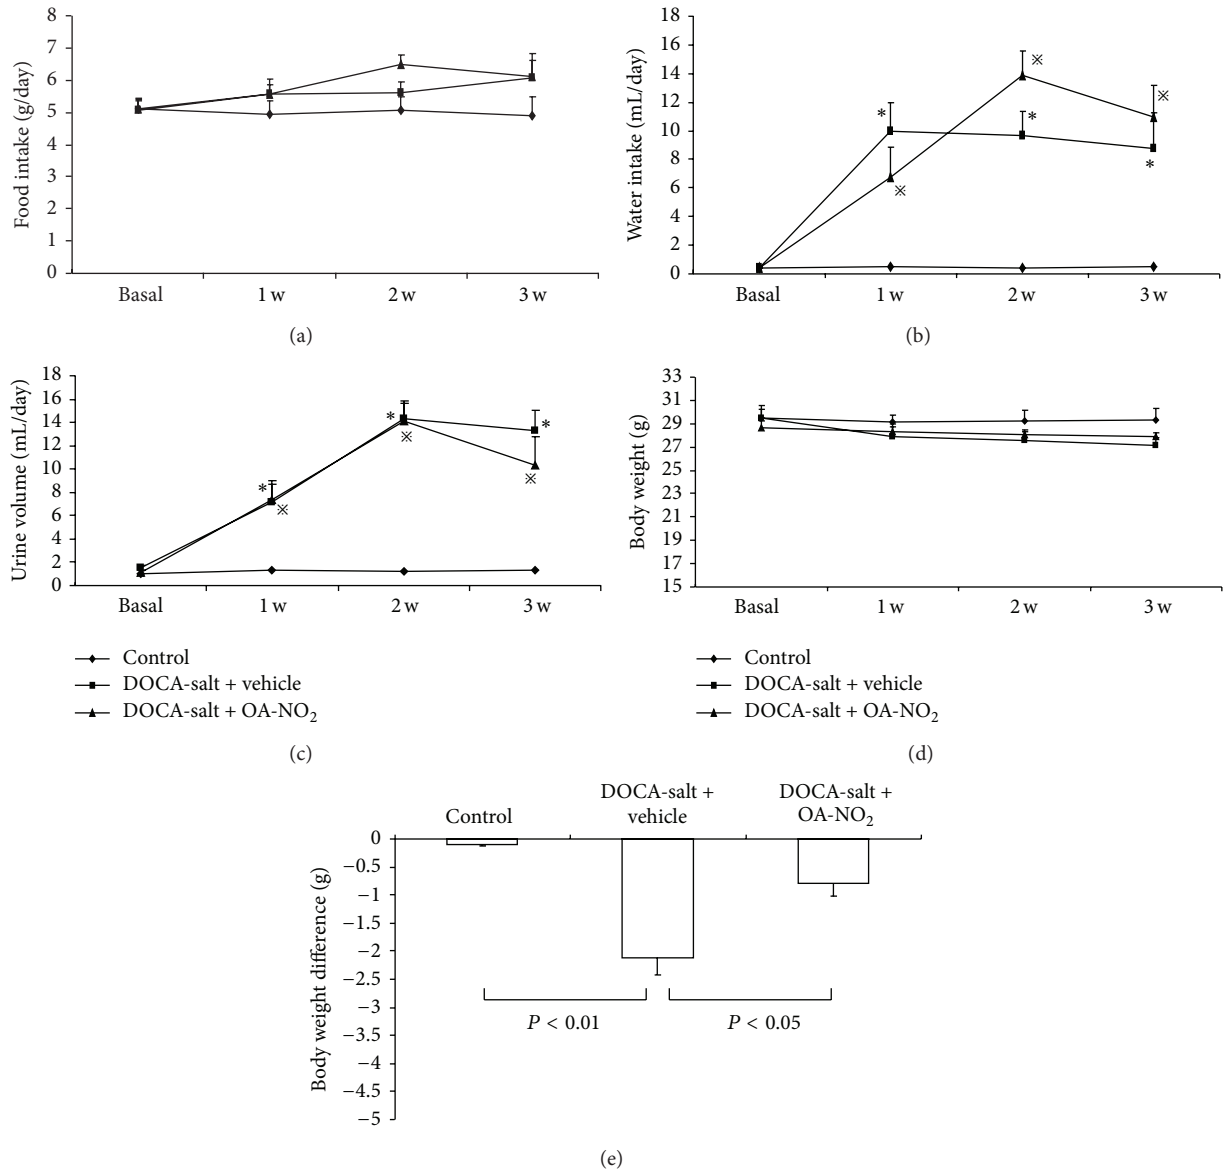 8
7
6
5
4
3
2
1
0
Food intake (g/day)
Basal 1 w 2 w 3 w
(a)
18
16
14
12
10
8
6
4
2
0
Water intake (mL/day)
* ※ * ※ * ※
Basal 1 w 2 w 3 w
(b)
18
16
14
12
10
8
6
4
2
0
Urine volume (mL/day)
* ※ * ※ * ※
Basal 1 w 2 w 3 w
Control
DOCA-salt + vehicle
DOCA-salt + OA-NO₂
(c)
33
31
29
27
25
23
21
19
17
15
Body weight (g)
Basal 1 w 2 w 3 w
Control
DOCA-salt + vehicle
DOCA-salt + OA-NO₂
(d)
Control
DOCA-salt +
vehicle
DOCA-salt +
OA-NO₂
0
−0.5
−1
−1.5
−2
−2.5
−3
−3.5
−4
−4.5
−5
Body weight difference (g)
P < 0.01
P < 0.05
(e)